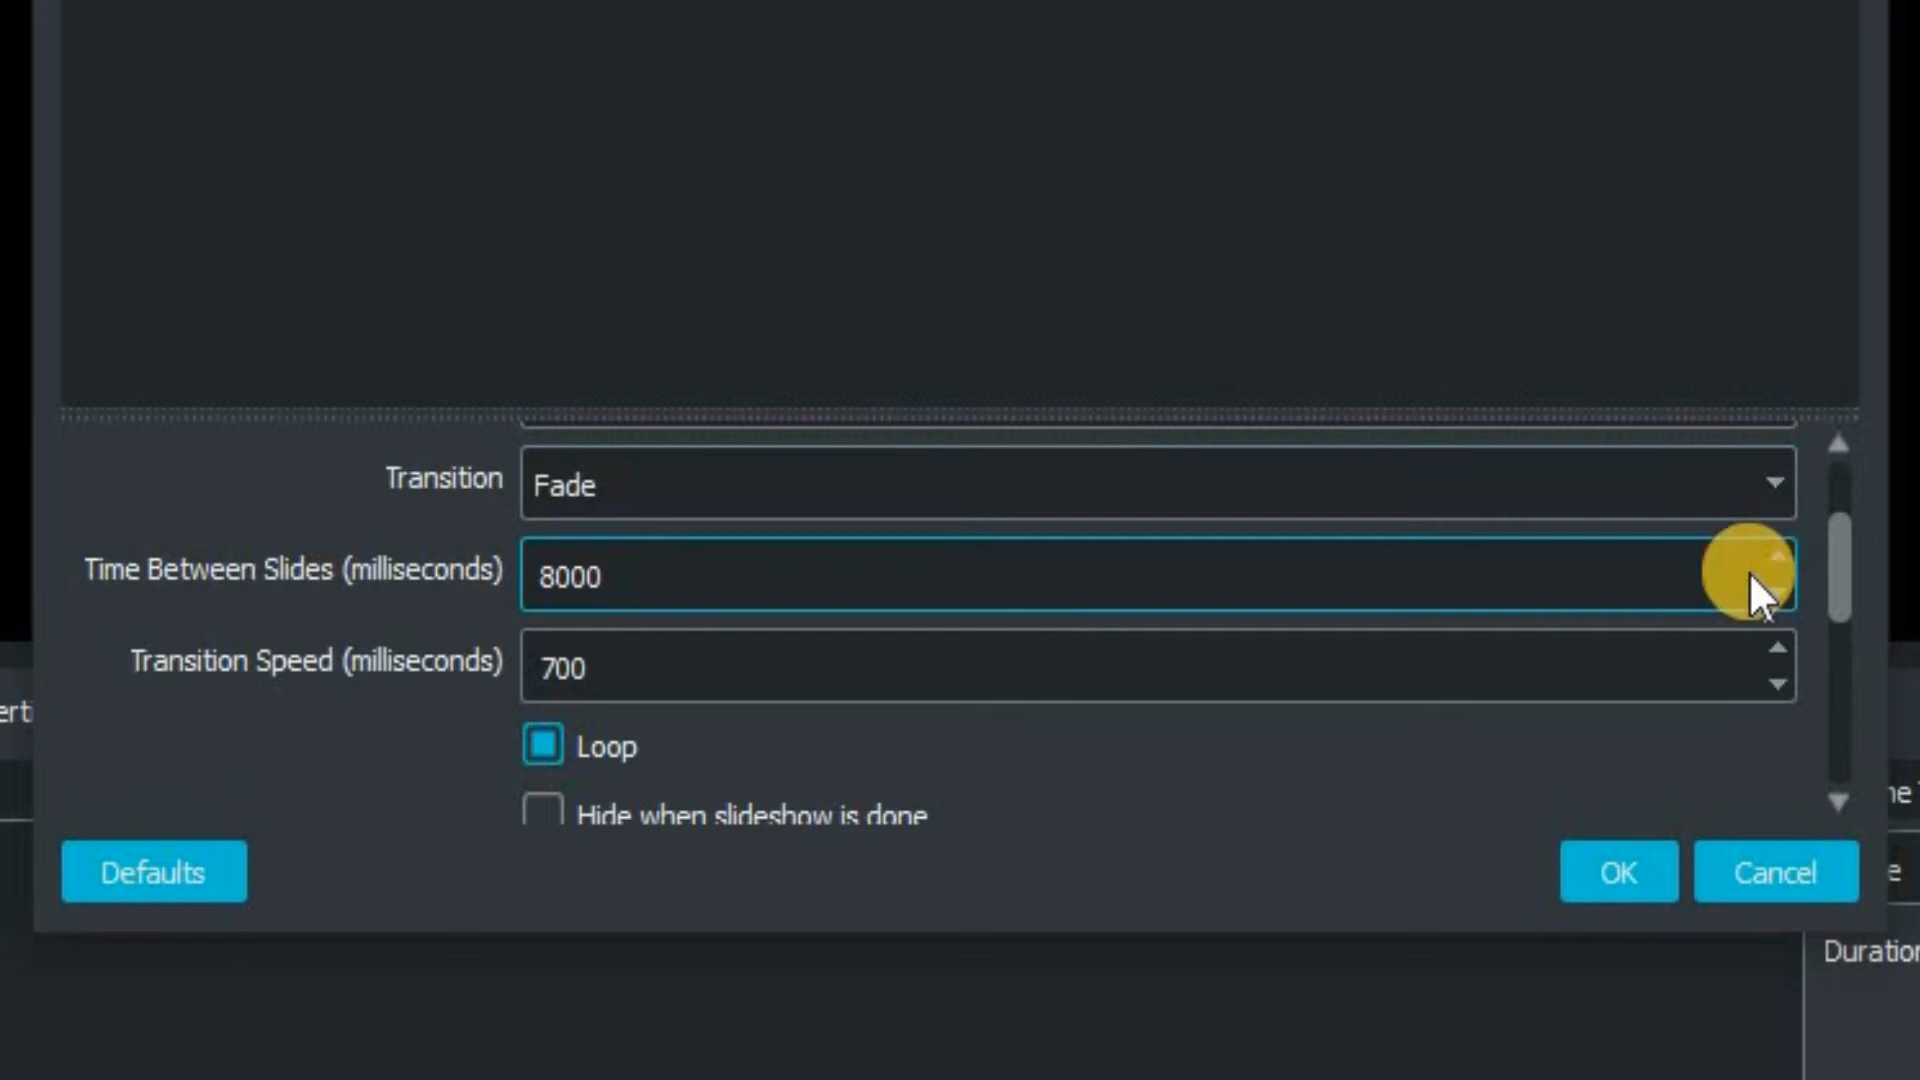 Transition
Fade
Time Between Slides (milliseconds)
8000
Transition Speed (milliseconds)
700
Loop
Hide when slideshow is done
Defaults
OK
Cancel